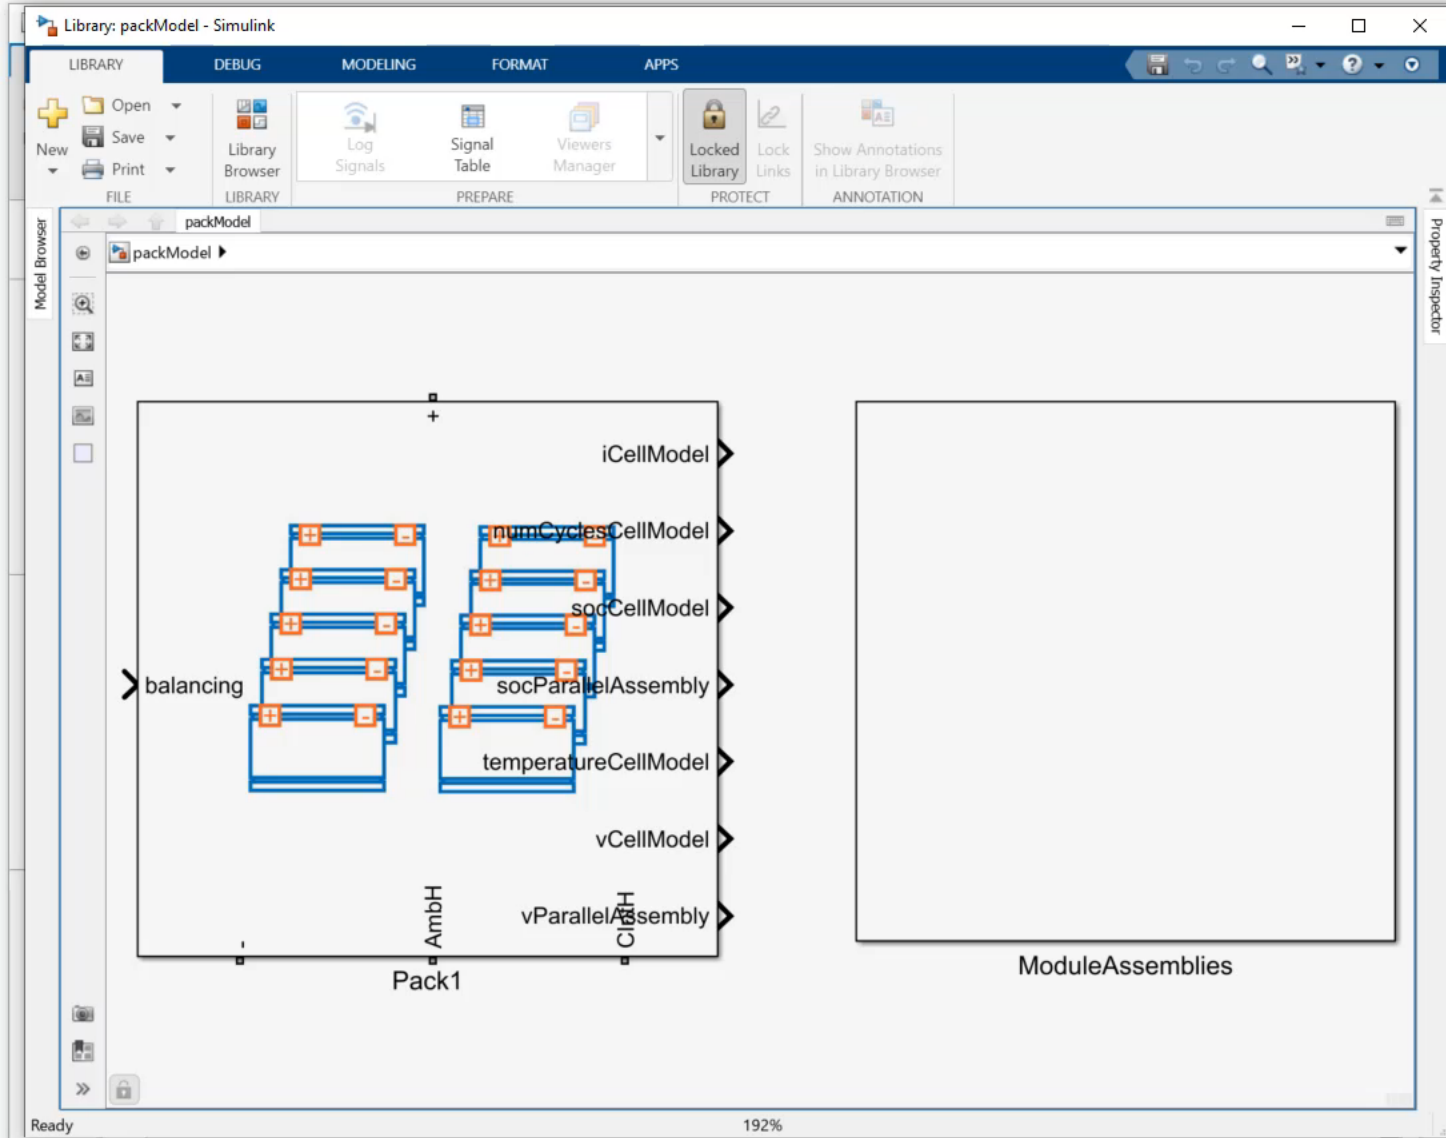 Library: packModel - Simulink
LIBRARY
DEBUG
MODELING
FORMAT
APPS
New
Open
Save
Print
FILE
Library
Browser
LIBRARY
Log
Signals
Signal
Table
Viewers
Manager
PREPARE
Locked
Library
Lock
Links
PROTECT
Show Annotations
in Library Browser
ANNOTATION
Model Browser
packModel
Property Inspector
packModel
+
iCellModel
numCyclesCellModel
socCellModel
balancing
socParallelAssembly
temperatureCellModel
vCellModel
vParallelAssembly
-
AmbH
ClntH
Pack1
ModuleAssemblies
Ready
192%